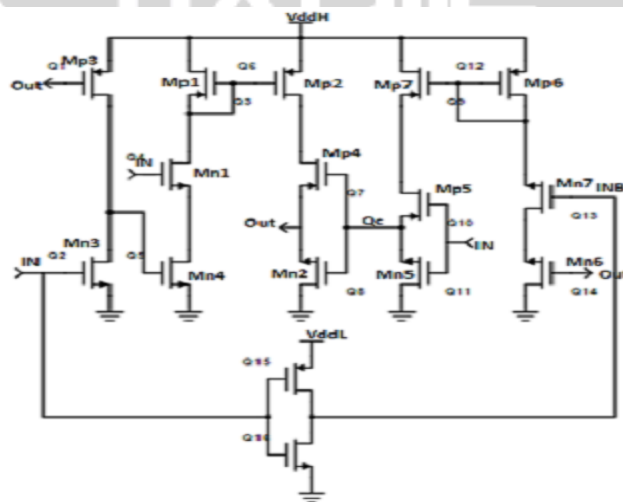 VddH
Mp3
Q1
Out
Mp1
Q6
Q3
Mp2
Mp7
Q12
Q9
Mp6
Q4
IN
Mn1
Mp4
Q7
Mp5
Q10
Mn7
INB
Q13
Out
Qc
IN
IN
Q2
Mn3
Q5
Mn4
Mn2
Q8
Mn5
Q11
Mn6
Out
Q14
VddL
Q15
Q16